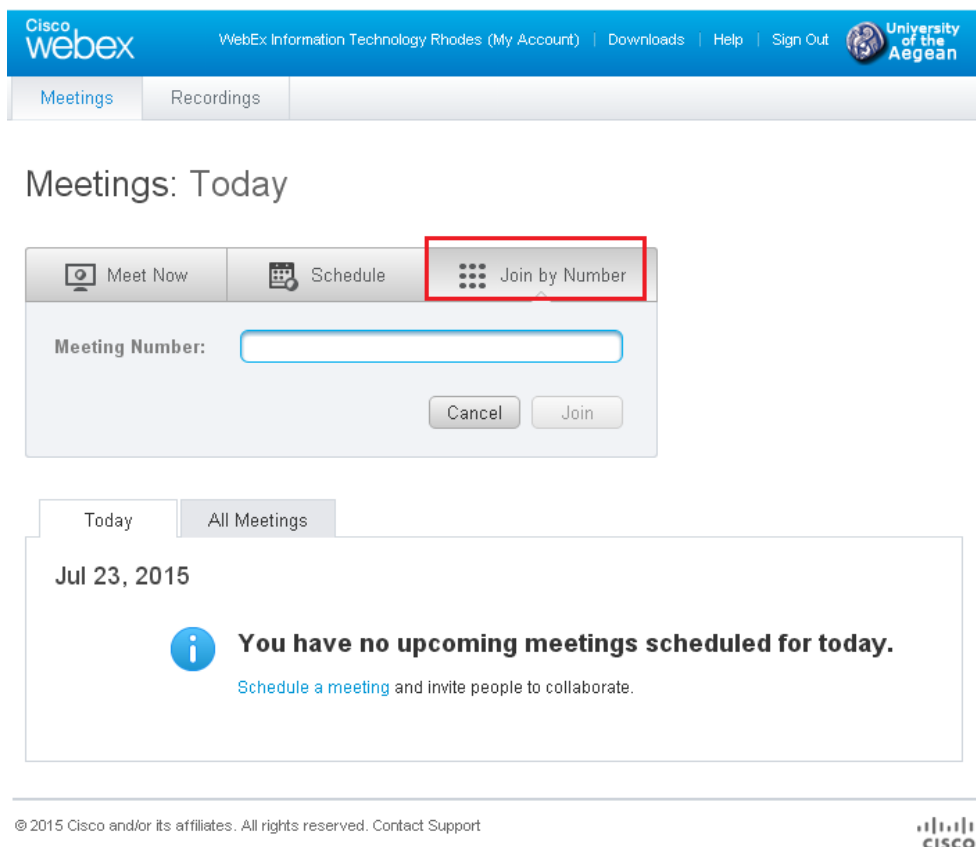 Cisco
webex
WebEx Information Technology Rhodes (My Account) | Downloads | Help | Sign Out
University
of the
Aegean
Meetings Recordings
Meetings: Today
Meet Now Schedule Join by Number
Meeting Number:
Cancel Join
Today All Meetings
Jul 23, 2015
You have no upcoming meetings scheduled for today.
Schedule a meeting and invite people to collaborate.
© 2015 Cisco and/or its affiliates. All rights reserved. Contact Support
CISCO